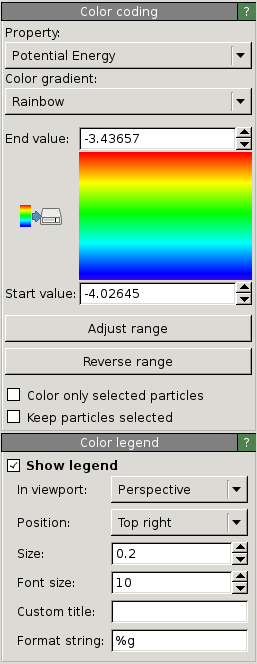 Color coding ?
Property:
Potential Energy
Color gradient:
Rainbow
End value: -3.43657
Start value: -4.02645
Adjust range
Reverse range
Color only selected particles
Keep particles selected
Color legend ?
Show legend
In viewport: Perspective
Position: Top right
Size: 0.2
Font size: 10
Custom title:
Format string: %g